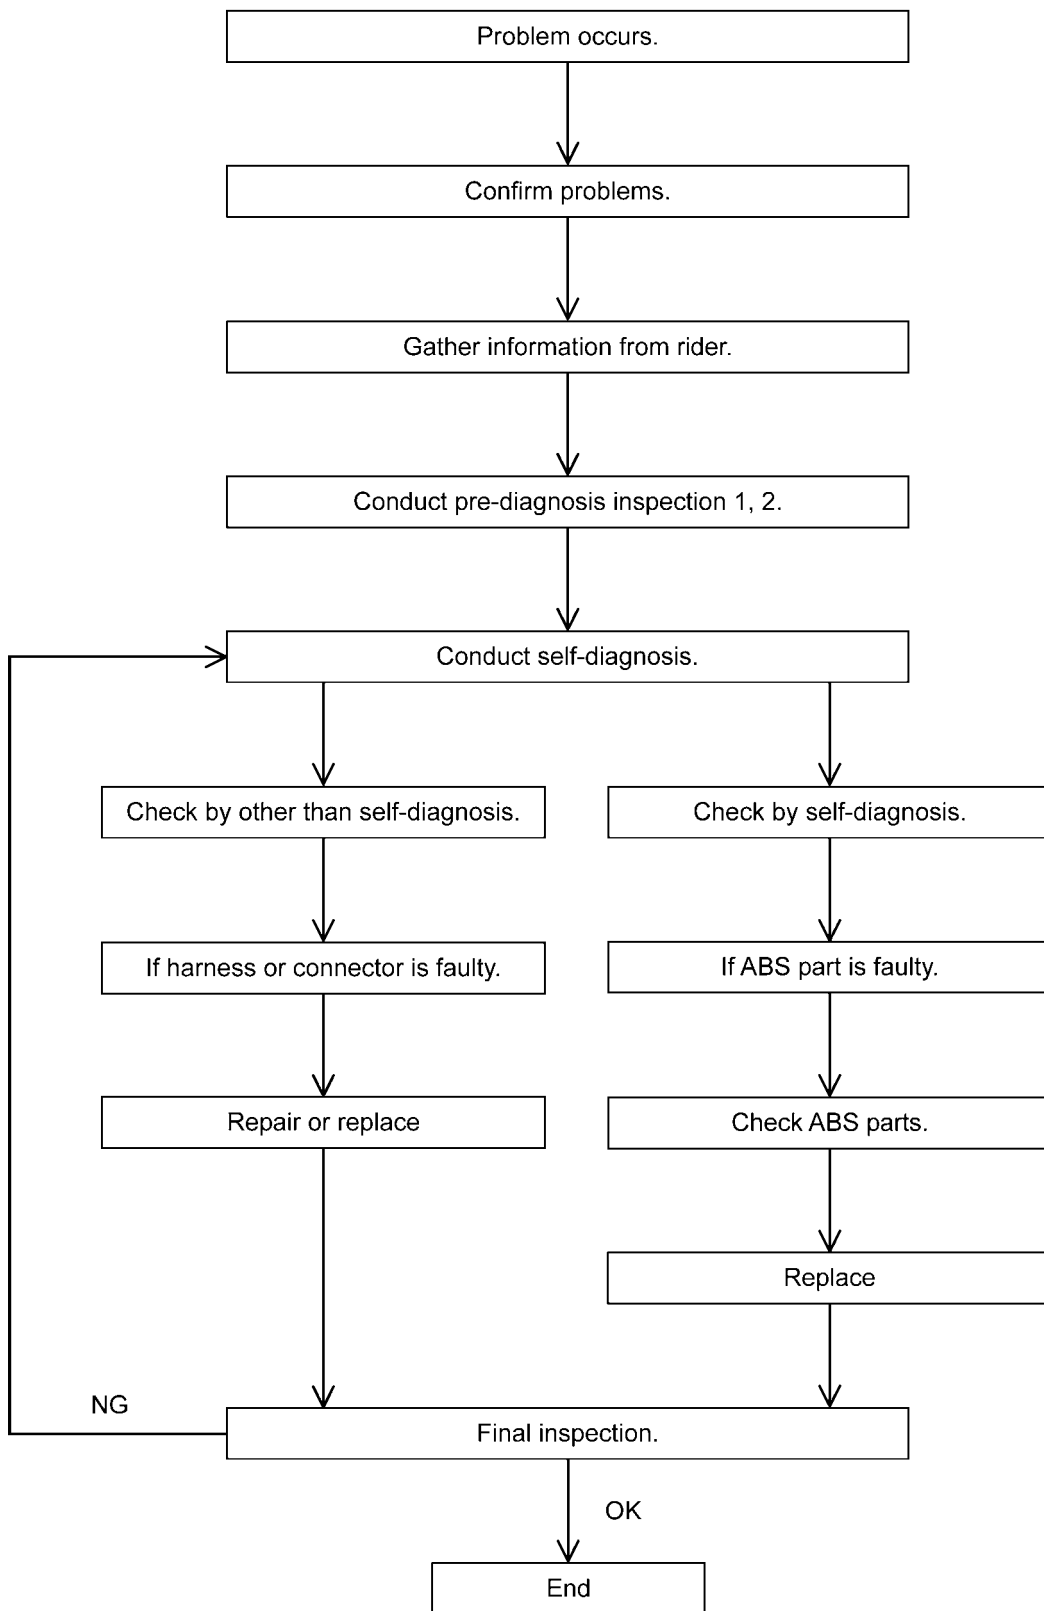 Problem occurs.
Confirm problems.
Gather information from rider.
Conduct pre-diagnosis inspection 1, 2.
Conduct self-diagnosis.
Check by other than self-diagnosis.
Check by self-diagnosis.
If harness or connector is faulty.
If ABS part is faulty.
Repair or replace
Check ABS parts.
Replace
NG
Final inspection.
OK
End